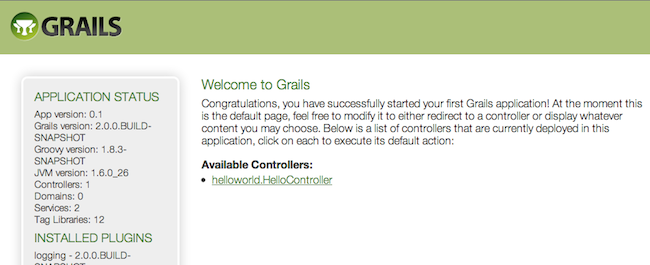 GRAILS
APPLICATION STATUS
App version: 0.1
Grails version: 2.0.0.BUILD-
SNAPSHOT
Groovy version: 1.8.3-
SNAPSHOT
JVM version: 1.6.0_26
Controllers: 1
Domains: 0
Services: 2
Tag Libraries: 12
INSTALLED PLUGINS
logging - 2.0.0.BUILD-
SNAPSHOT
Welcome to Grails
Congratulations, you have successfully started your first Grails application! At the moment this
is the default page, feel free to modify it to either redirect to a controller or display whatever
content you may choose. Below is a list of controllers that are currently deployed in this
application, click on each to execute its default action:
Available Controllers:
• helloworld.HelloController